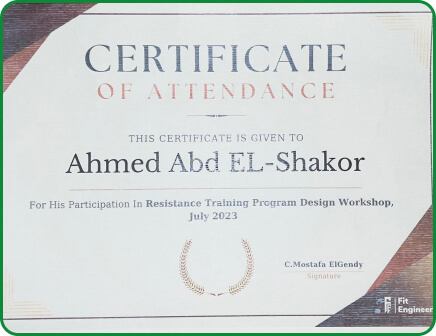 CERTIFICATE
OF ATTENDANCE
THIS CERTIFICATE IS GIVEN TO
Ahmed Abd EL-Shakor
For His Participation In Resistance Training Program Design Workshop,
July 2023
C.Mostafa ElGendy
Signature
Fit
Engineer